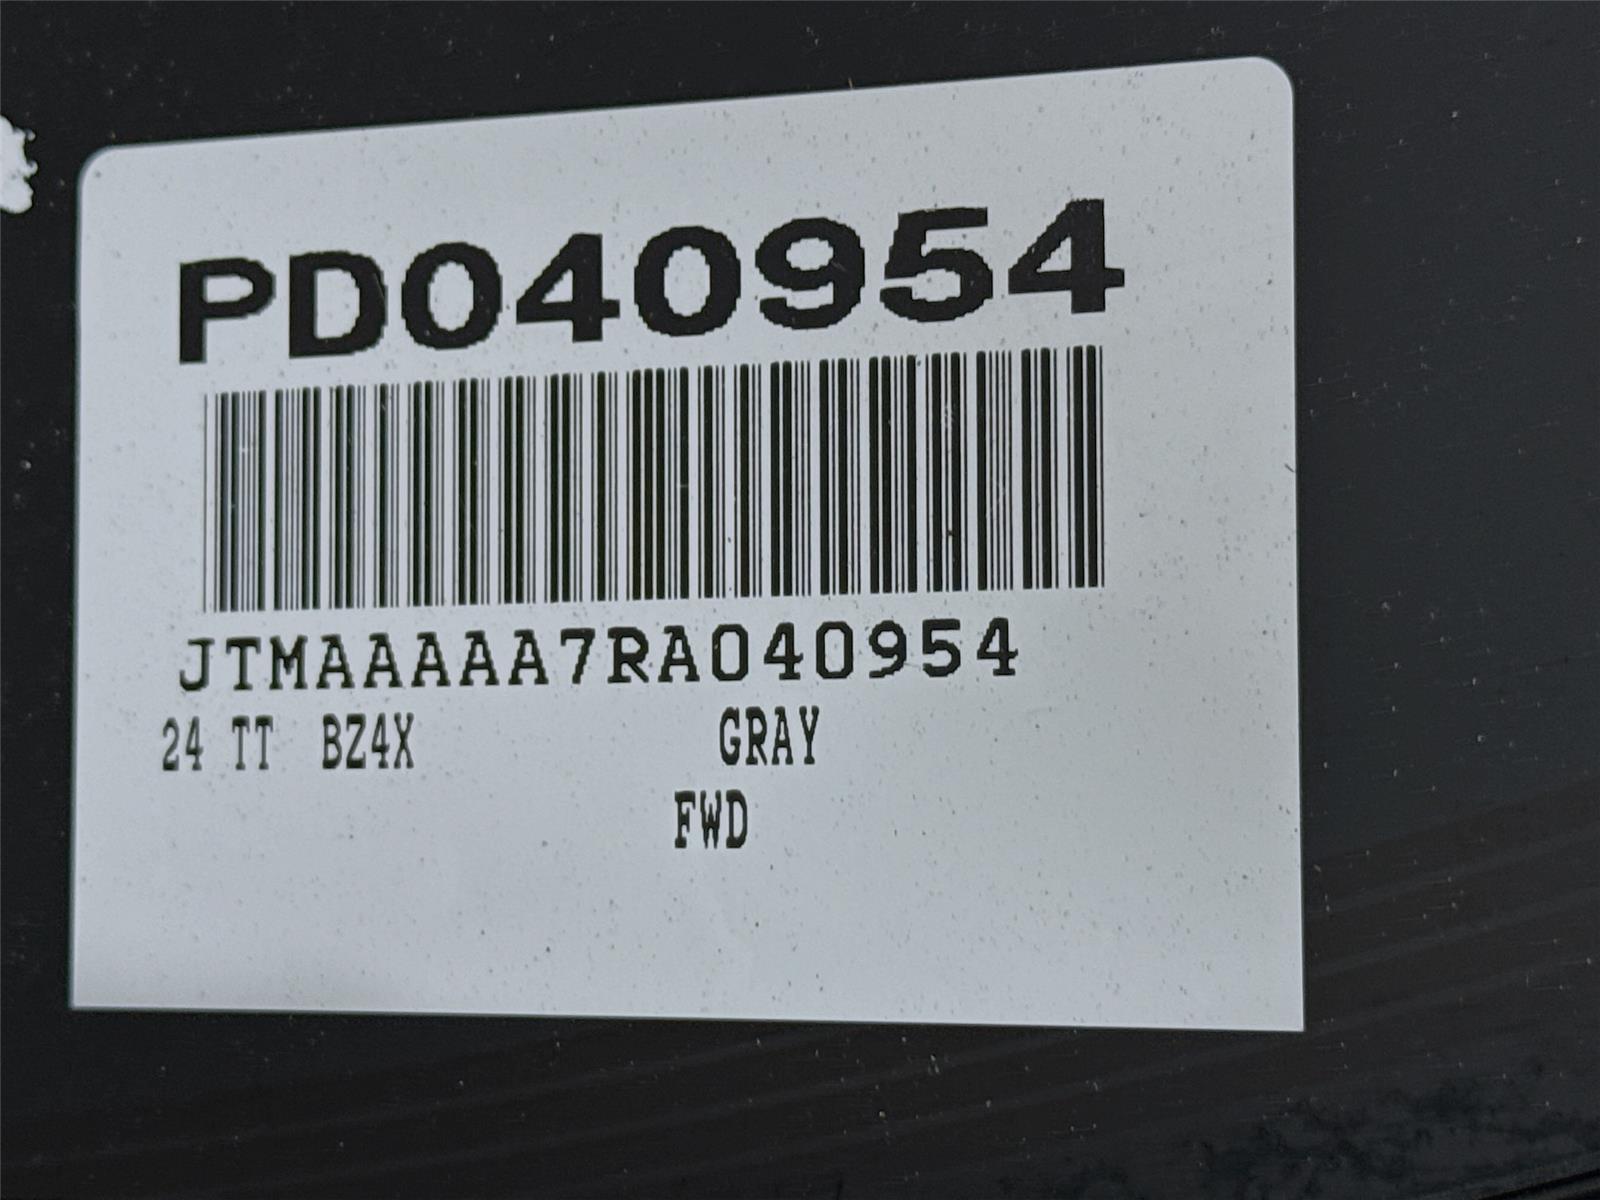 PD040954
JTMAAAAA7RA040954
24 TT BZ4X GRAY
FWD